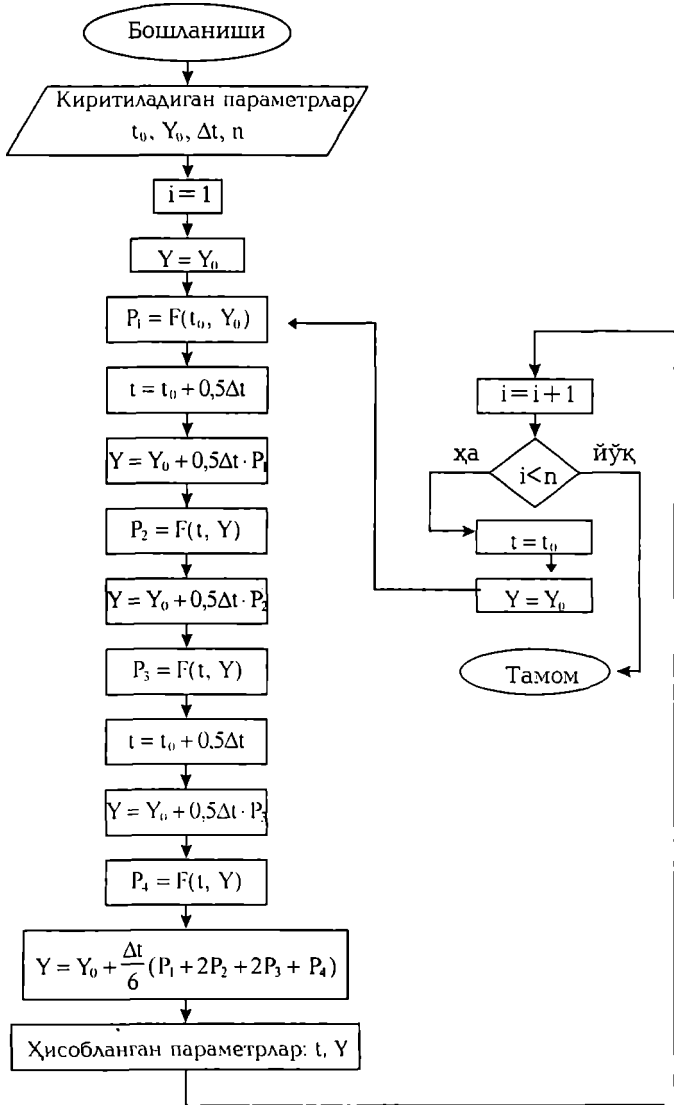 Бошланиши
Киритиладиган параметрлар
t₀, Y₀, Δt, n
i = 1
Y = Y₀
P₁ = F(t₀, Y₀)
t = t₀ + 0,5Δt
Y = Y₀ + 0,5Δt · P₁
P₂ = F(t, Y)
Y = Y₀ + 0,5Δt · P₂
P₃ = F(t, Y)
t = t₀ + 0,5Δt
Y = Y₀ + 0,5Δt · P₃
P₄ = F(t, Y)
Y = Y₀ + Δt/6 (P₁ + 2P₂ + 2P₃ + P₄)
Ҳисобланган параметрлар: t, Y
i = i + 1
ҳа
i<n
йўқ
t = t₀
Y = Y₀
Тамом